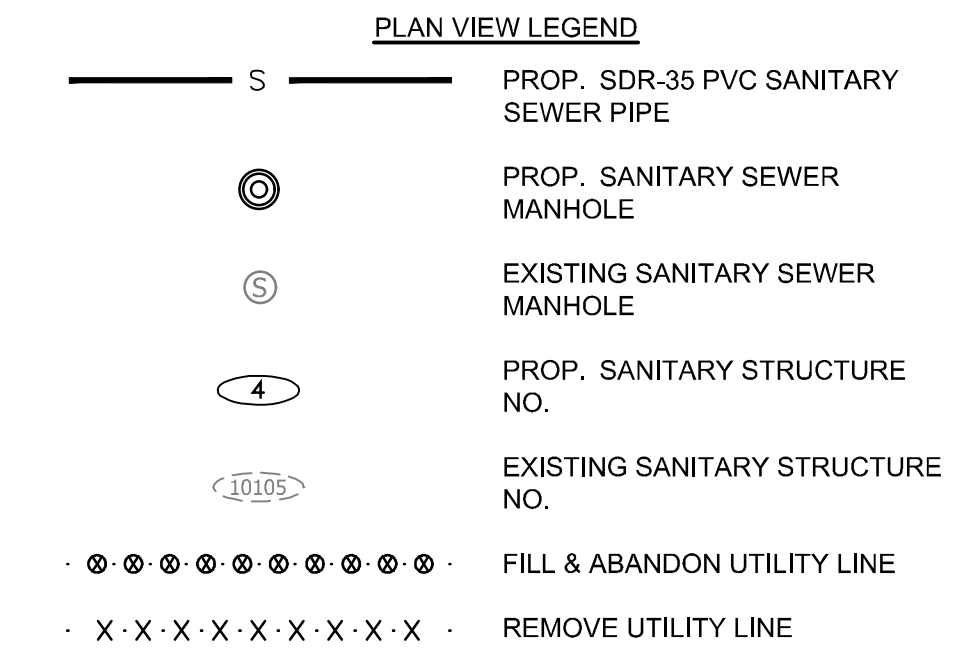 PLAN VIEW LEGEND
S PROP. SDR-35 PVC SANITARY
SEWER PIPE
PROP. SANITARY SEWER
MANHOLE
S EXISTING SANITARY SEWER
MANHOLE
4 PROP. SANITARY STRUCTURE
NO.
10105 EXISTING SANITARY STRUCTURE
NO.
· ⓧ · ⓧ · ⓧ · ⓧ · ⓧ · ⓧ · ⓧ · ⓧ · ⓧ · ⓧ · FILL & ABANDON UTILITY LINE
· X · X · X · X · X · X · X · X · X · REMOVE UTILITY LINE